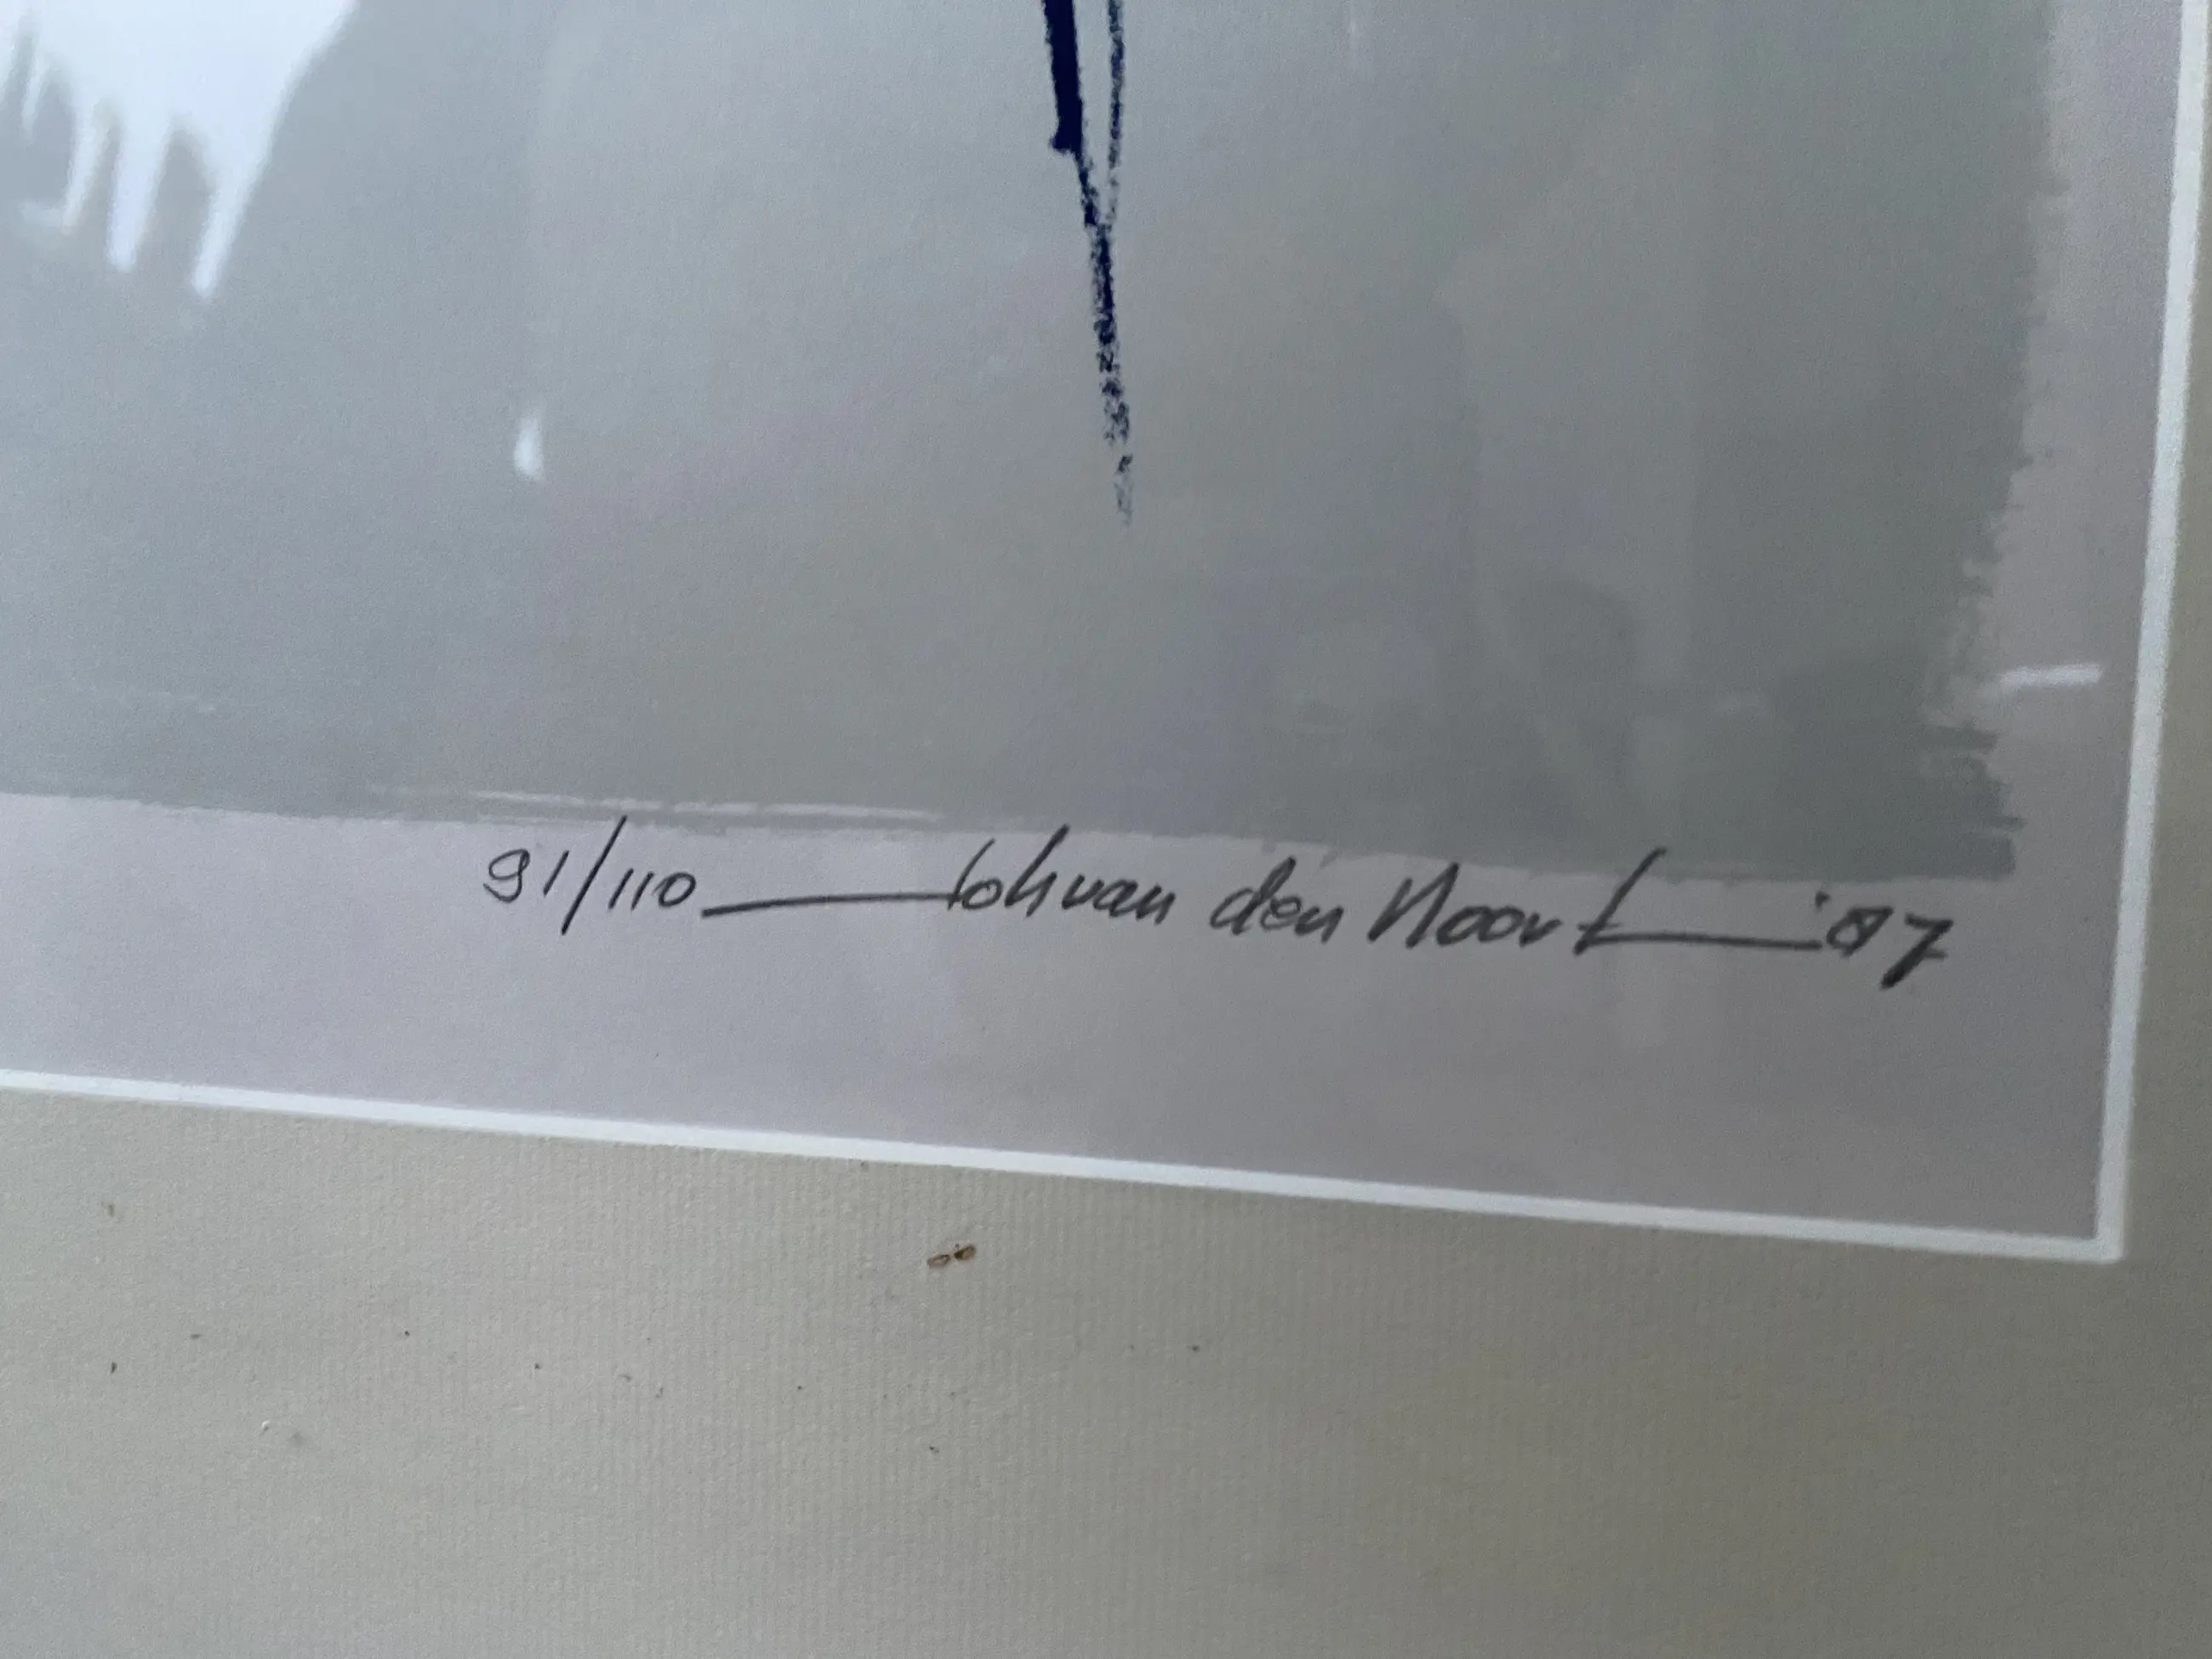 91/110 Joh van den Noort '87